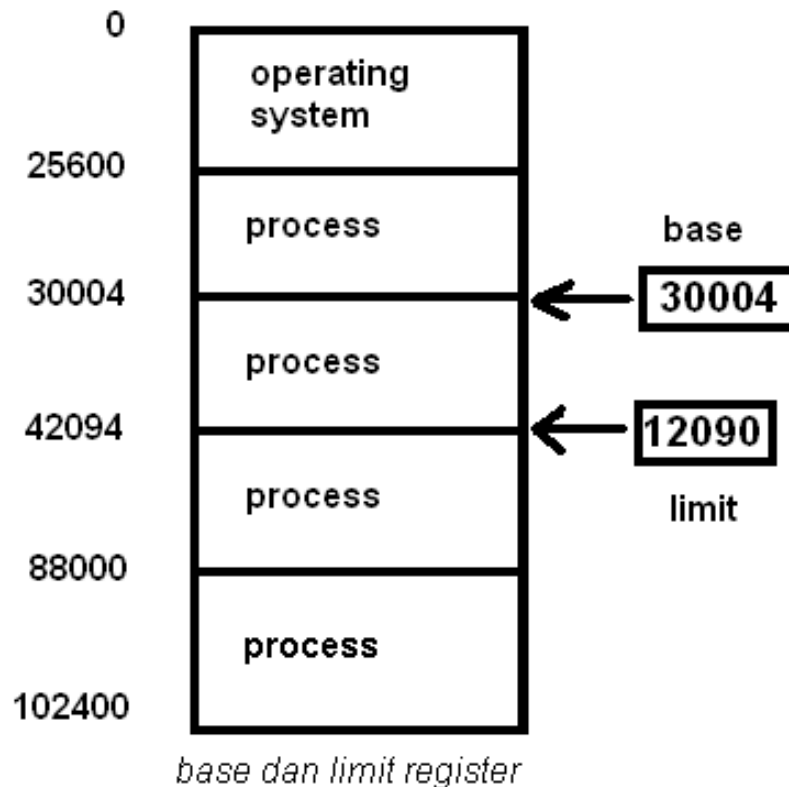 0
operating
system
25600
process
base
30004
30004
process
42094
12090
process
limit
88000
process
102400
base dan limit register